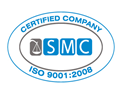 CERTIFIED COMPANY
SMC
ISO 9001:2008